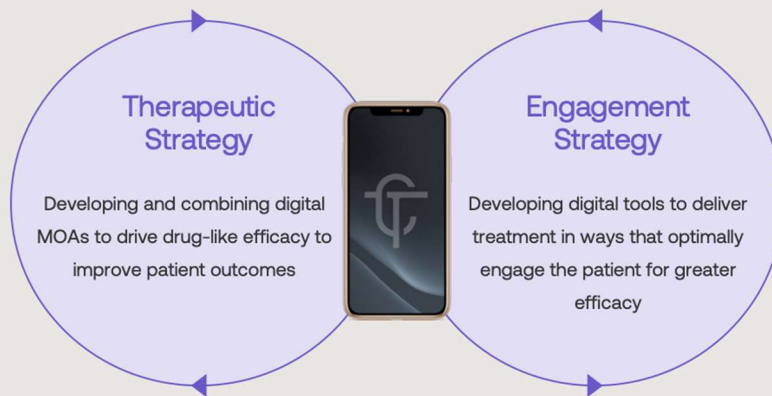 Therapeutic
Strategy
Developing and combining digital
MOAs to drive drug-like efficacy to
improve patient outcomes
Engagement
Strategy
Developing digital tools to deliver
treatment in ways that optimally
engage the patient for greater
efficacy